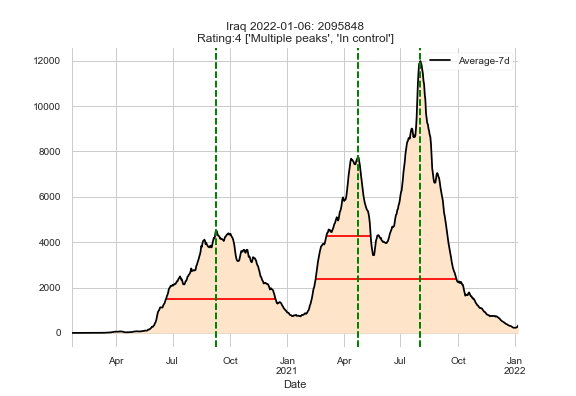 Iraq 2022-01-06: 2095848
Rating:4 ['Multiple peaks', 'In control']
Average-7d
12000
10000
8000
6000
4000
2000
0
Apr Jul Oct Jan Apr Jul Oct Jan
2021 2022
Date